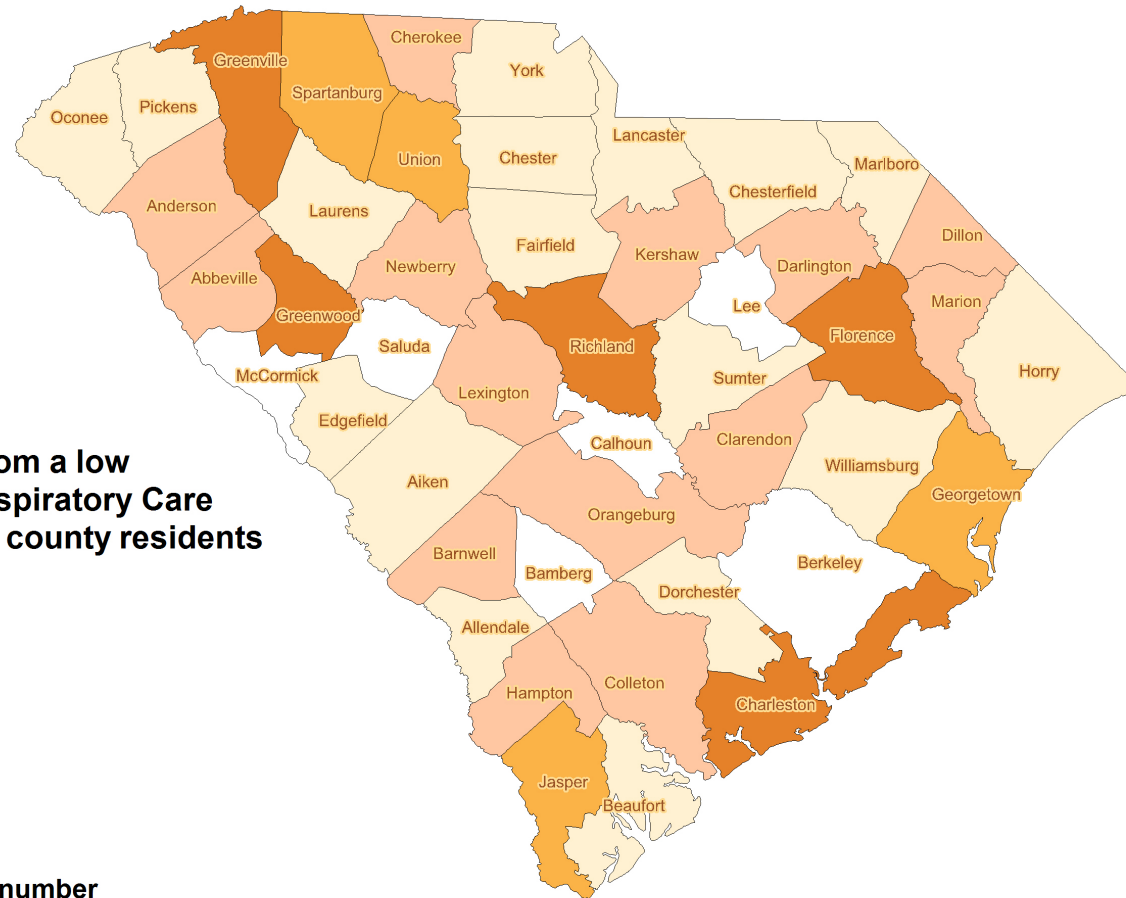 Cherokee
Greenville
York
Spartanburg
Oconee
Pickens
Lancaster
Union
Chester
Marlboro
Chesterfield
Anderson
Laurens
Dillon
Fairfield
Kershaw
Newberry
Darlington
Abbeville
Marion
Lee
Greenwood
Florence
Saluda
Richland
McCormick
Horry
Sumter
Lexington
Edgefield
Clarendon
Calhoun
om a low
Williamsburg
Aiken
Georgetown
spiratory Care
Orangeburg
county residents
Barnwell
Berkeley
Bamberg
Dorchester
Allendale
Colleton
Hampton
Charleston
Jasper
Beaufort
number